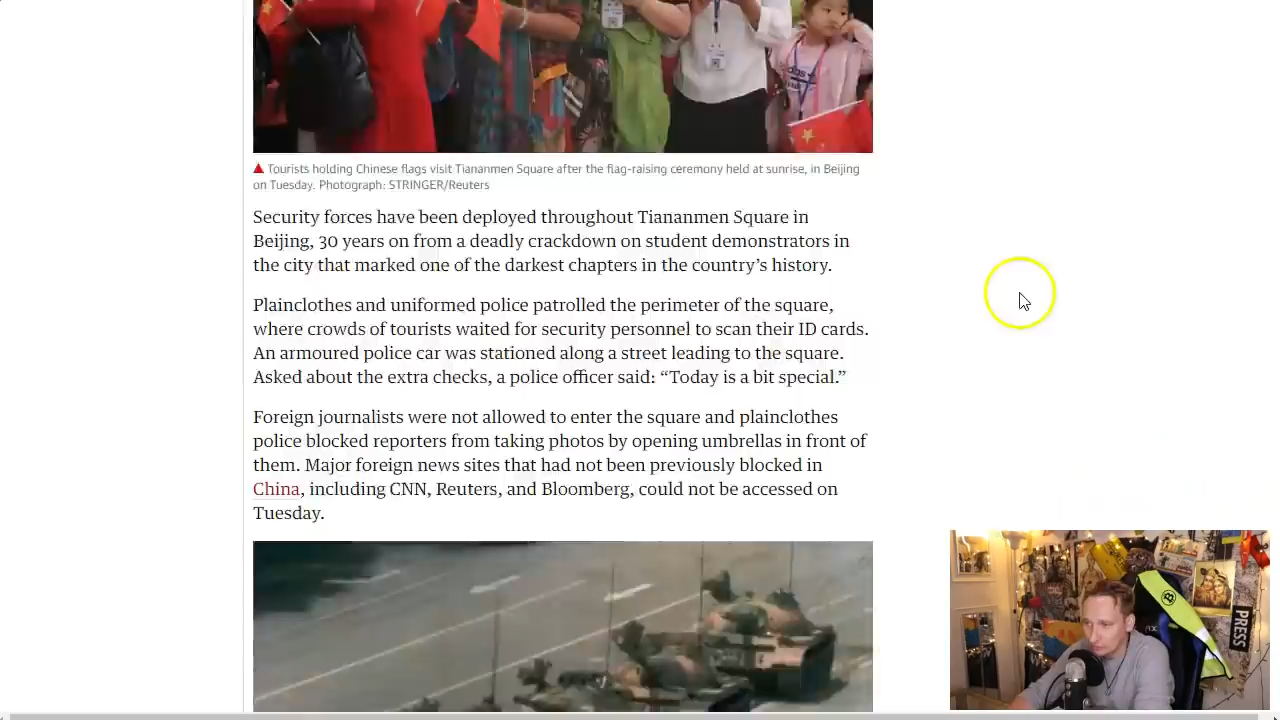 Tourists holding Chinese flags visit Tiananmen Square after the flag-raising ceremony held at sunrise, in Beijing
on Tuesday. Photograph: STRINGER/Reuters
Security forces have been deployed throughout Tiananmen Square in
Beijing, 30 years on from a deadly crackdown on student demonstrators in
the city that marked one of the darkest chapters in the country’s history.
Plainclothes and uniformed police patrolled the perimeter of the square,
where crowds of tourists waited for security personnel to scan their ID cards.
An armoured police car was stationed along a street leading to the square.
Asked about the extra checks, a police officer said: “Today is a bit special.”
Foreign journalists were not allowed to enter the square and plainclothes
police blocked reporters from taking photos by opening umbrellas in front of
them. Major foreign news sites that had not been previously blocked in
China, including CNN, Reuters, and Bloomberg, could not be accessed on
Tuesday.
PRESS